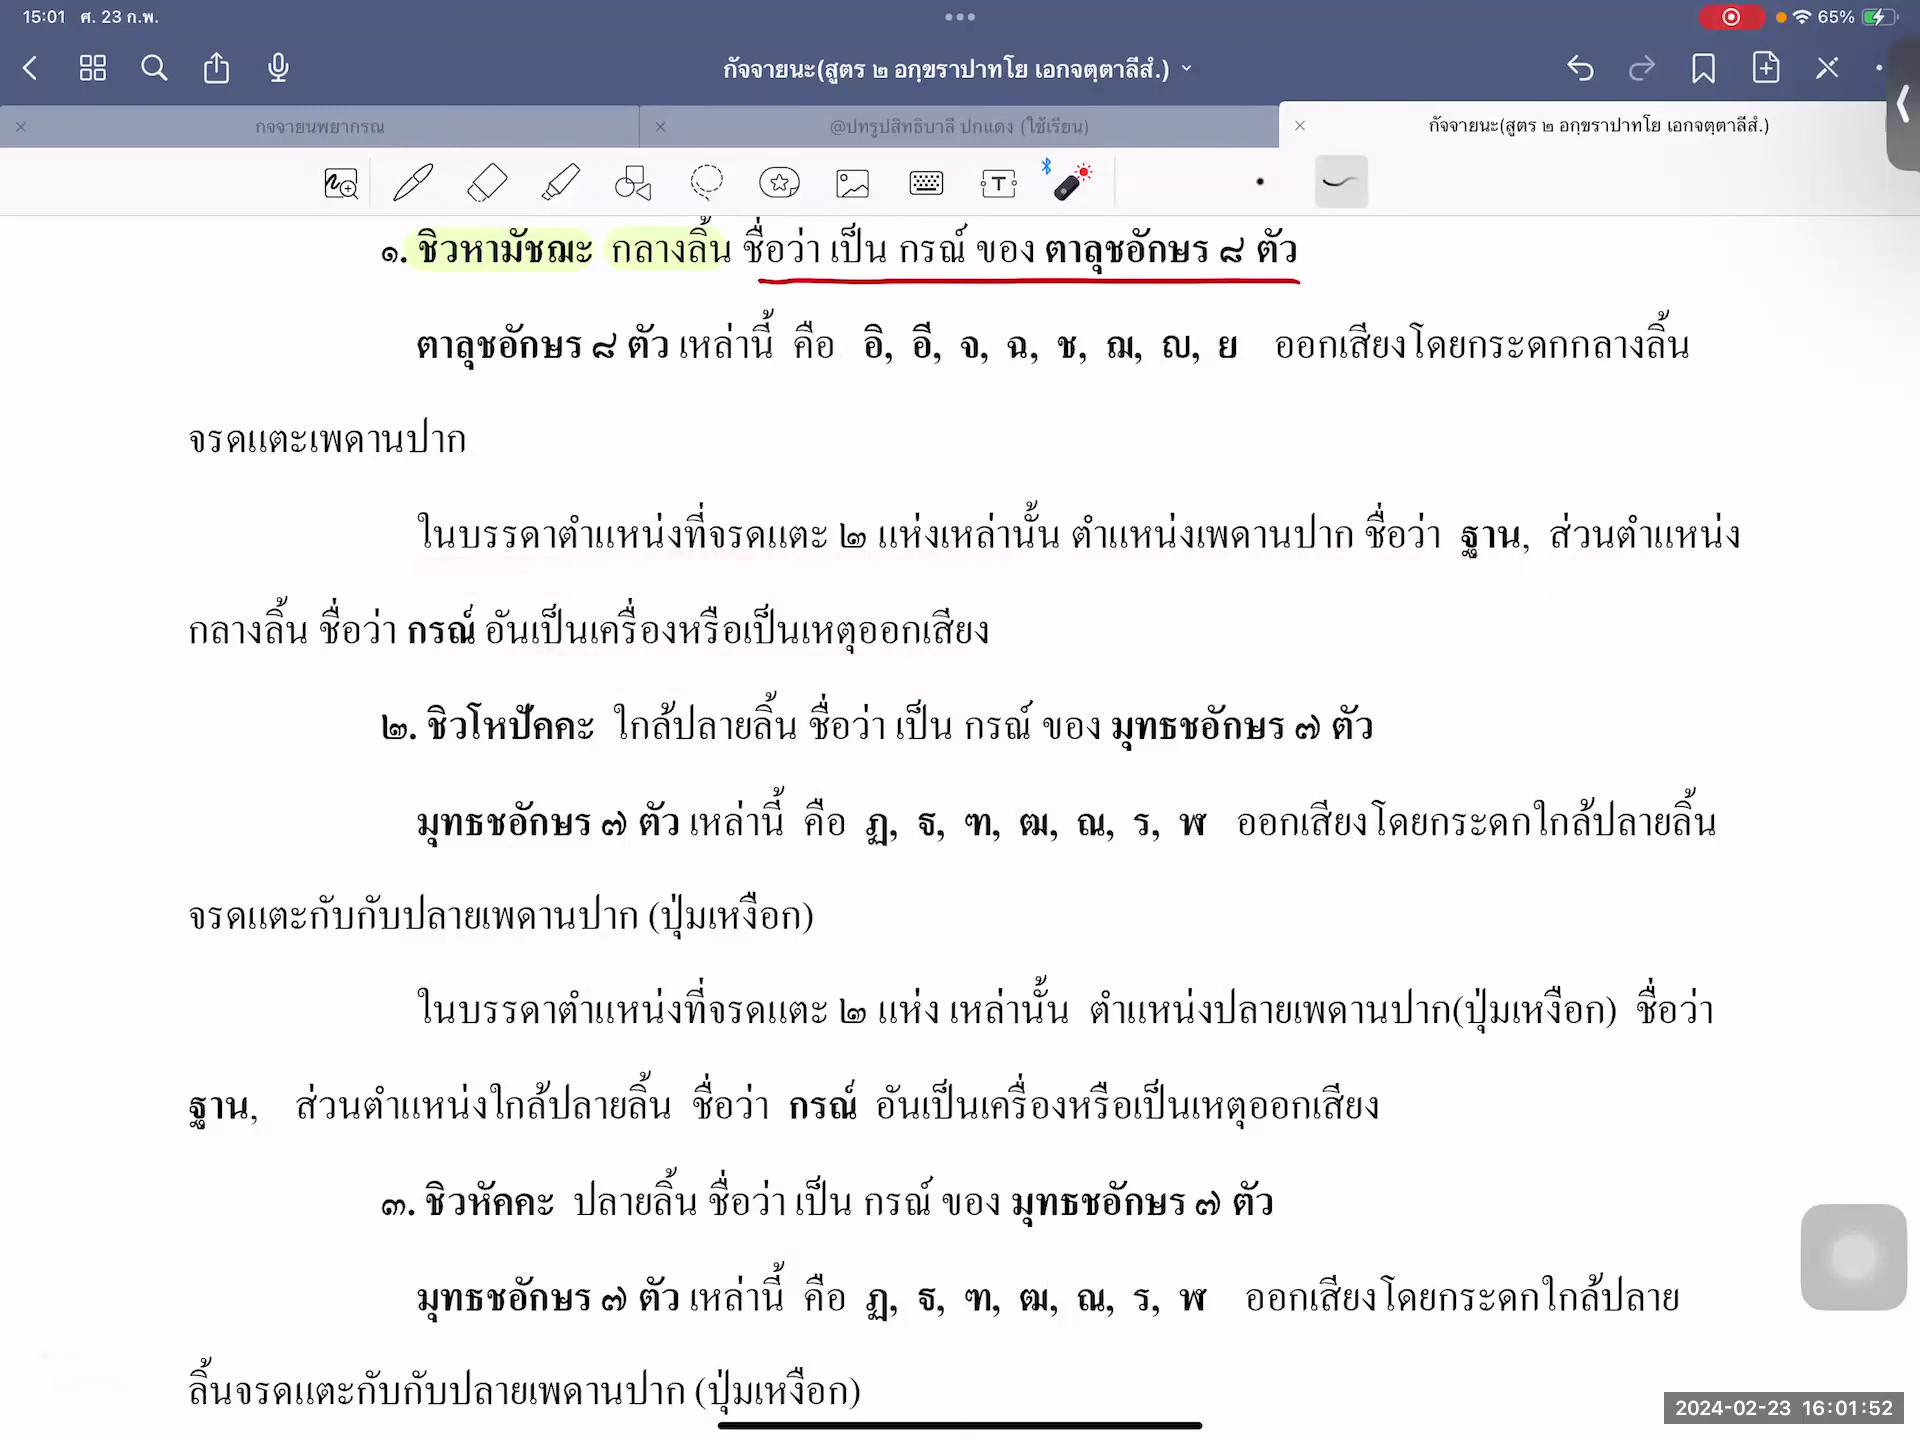 15:01 ศ. 23 ก.พ.
65%
กัจจายนะ(สูตร ๒ อกฺขราปาทโย เอกจตฺตาลีสํ.)
กจจายนพยากรณ
@ปทรูปสิทธิบาลี ปกแดง (ใช้เรียน)
กัจจายนะ(สูตร ๒ อกฺขราปาทโย เอกจตฺตาลีสํ.)
๑. ชิวหามัชฌะ กลางลิ้น ชื่อว่า เป็น กรณ์ ของ ตาลุชอักษร ๘ ตัว
ตาลุชอักษร ๘ ตัว เหล่านี้ คือ อิ, อี, จ, ฉ, ช, ฌ, ญ, ย ออกเสียงโดยกระดกกลางลิ้น
จรดแตะเพดานปาก
ในบรรดาตำแหน่งที่จรดแตะ ๒ แห่งเหล่านั้น ตำแหน่งเพดานปาก ชื่อว่า ฐาน, ส่วนตำแหน่ง
กลางลิ้น ชื่อว่า กรณ์ อันเป็นเครื่องหรือเป็นเหตุออกเสียง
๒. ชิวโหปัคคะ ใกล้ปลายลิ้น ชื่อว่า เป็น กรณ์ ของ มุทธชอักษร ๗ ตัว
มุทธชอักษร ๗ ตัว เหล่านี้ คือ ฏ, ฐ, ฑ, ฒ, ณ, ร, ฬ ออกเสียงโดยกระดกใกล้ปลายลิ้น
จรดแตะกับกับปลายเพดานปาก (ปุ่มเหงือก)
ในบรรดาตำแหน่งที่จรดแตะ ๒ แห่ง เหล่านั้น ตำแหน่งปลายเพดานปาก(ปุ่มเหงือก) ชื่อว่า
ฐาน, ส่วนตำแหน่งใกล้ปลายลิ้น ชื่อว่า กรณ์ อันเป็นเครื่องหรือเป็นเหตุออกเสียง
๓. ชิวหัคคะ ปลายลิ้น ชื่อว่า เป็น กรณ์ ของ มุทธชอักษร ๗ ตัว
มุทธชอักษร ๗ ตัว เหล่านี้ คือ ฏ, ฐ, ฑ, ฒ, ณ, ร, ฬ ออกเสียงโดยกระดกใกล้ปลาย
ลิ้นจรดแตะกับกับปลายเพดานปาก (ปุ่มเหงือก)
2024-02-23 16:01:52